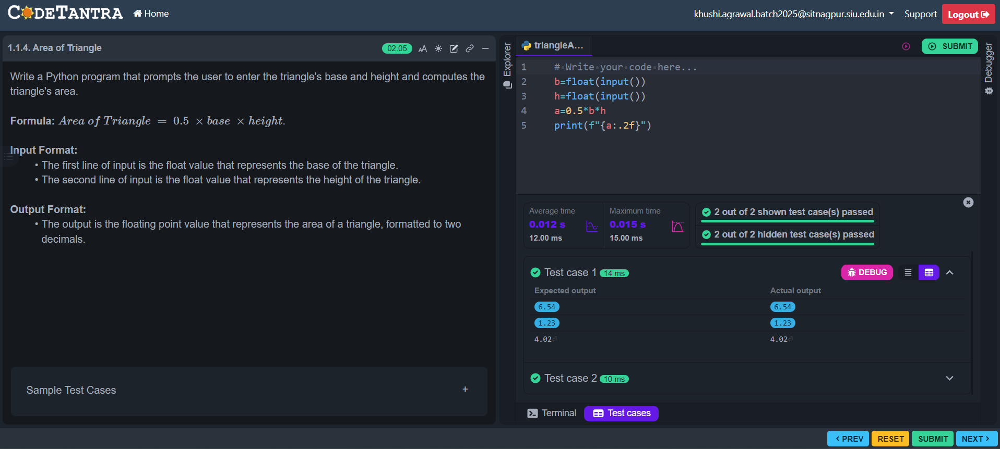 CODETANTRA
Home
khushi.agrawal.batch2025@sitnagpur.siu.edu.in
Support
Logout
1.1.4. Area of Triangle
02:05
AA
Write a Python program that prompts the user to enter the triangle's base and height and computes the
triangle's area.
Formula: Area of Triangle = 0.5 × base × height.
Input Format:
• The first line of input is the float value that represents the base of the triangle.
• The second line of input is the float value that represents the height of the triangle.
Output Format:
• The output is the floating point value that represents the area of a triangle, formatted to two
decimals.
Sample Test Cases
+
Explorer
triangleA...
SUBMIT
Debugger
1 # Write your code here...
2 b=float(input())
3 h=float(input())
4 a=0.5*b*h
5 print(f"{a:.2f}")
Average time
0.012 s
12.00 ms
Maximum time
0.015 s
15.00 ms
2 out of 2 shown test case(s) passed
2 out of 2 hidden test case(s) passed
Test case 1 14 ms
DEBUG
Expected output Actual output
6.54 6.54
1.23 1.23
4.02⏎ 4.02⏎
Test case 2 10 ms
Terminal
Test cases
< PREV
RESET
SUBMIT
NEXT >